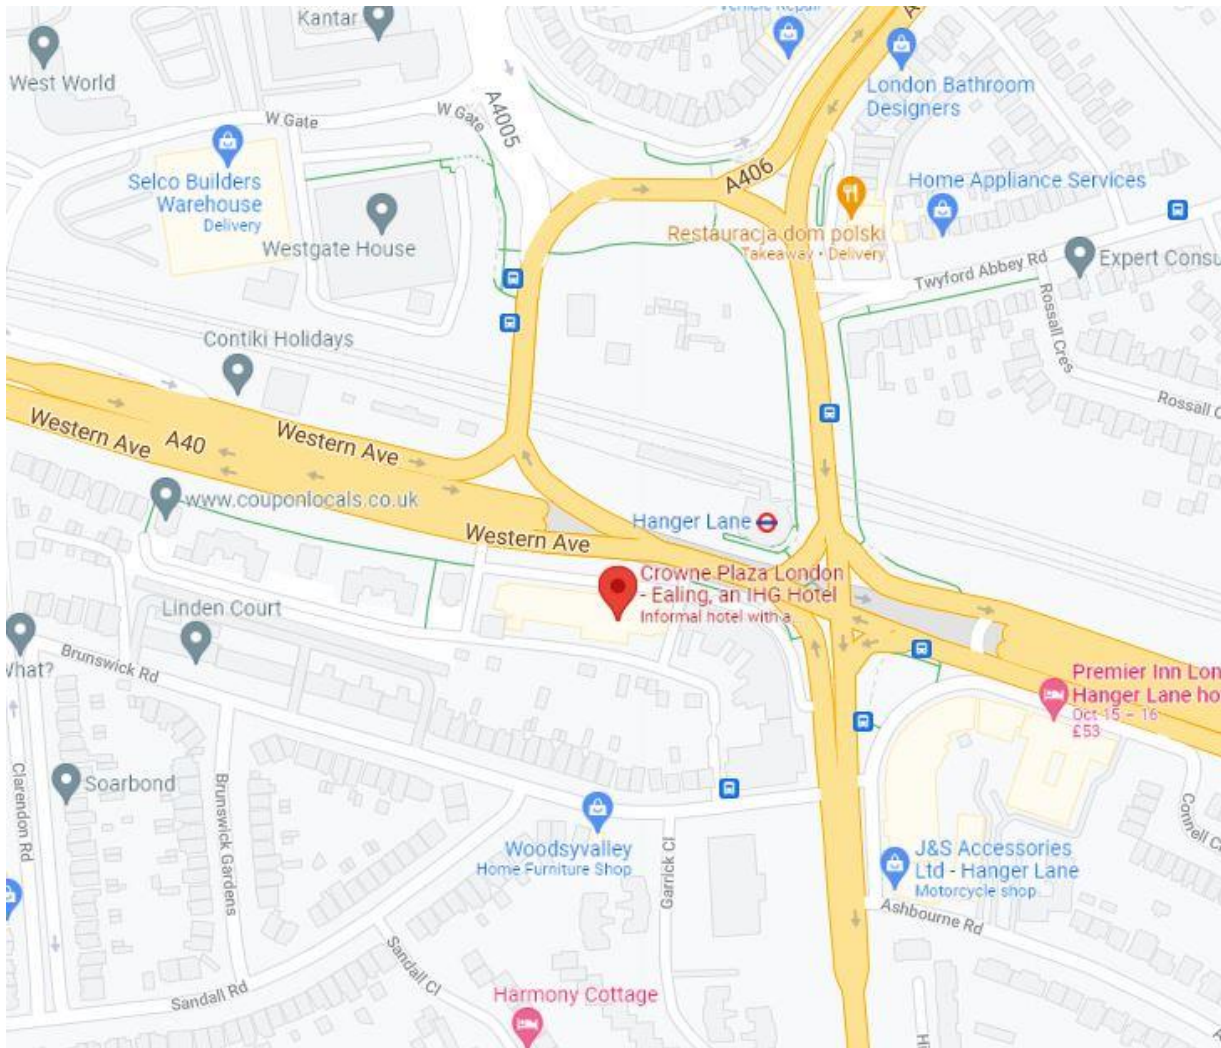 Kantar
West World
Vehicle Repair
London Bathroom
Designers
W Gate
W Gate
A4005
Selco Builders
Warehouse
Delivery
Westgate House
A406
Home Appliance Services
Restauracja dom polski
Takeaway • Delivery
Twyford Abbey Rd
Expert Consu
Rossall Cres
Rossall C
Contiki Holidays
Western Ave
A40
Western Ave
www.couponlocals.co.uk
Western Ave
Hanger Lane
Crowne Plaza London
- Ealing, an IHG Hotel
Informal hotel with a
Linden Court
What?
Brunswick Rd
Premier Inn Lon
Hanger Lane ho
Oct 15 – 16
£53
Clarendon Rd
Soarbond
Brunswick Gardens
Woodsyvalley
Home Furniture Shop
Garrick Cl
J&S Accessories
Ltd - Hanger Lane
Motorcycle shop
Connell C
Ashbourne Rd
Sandall Rd
Sandall Cl
Harmony Cottage